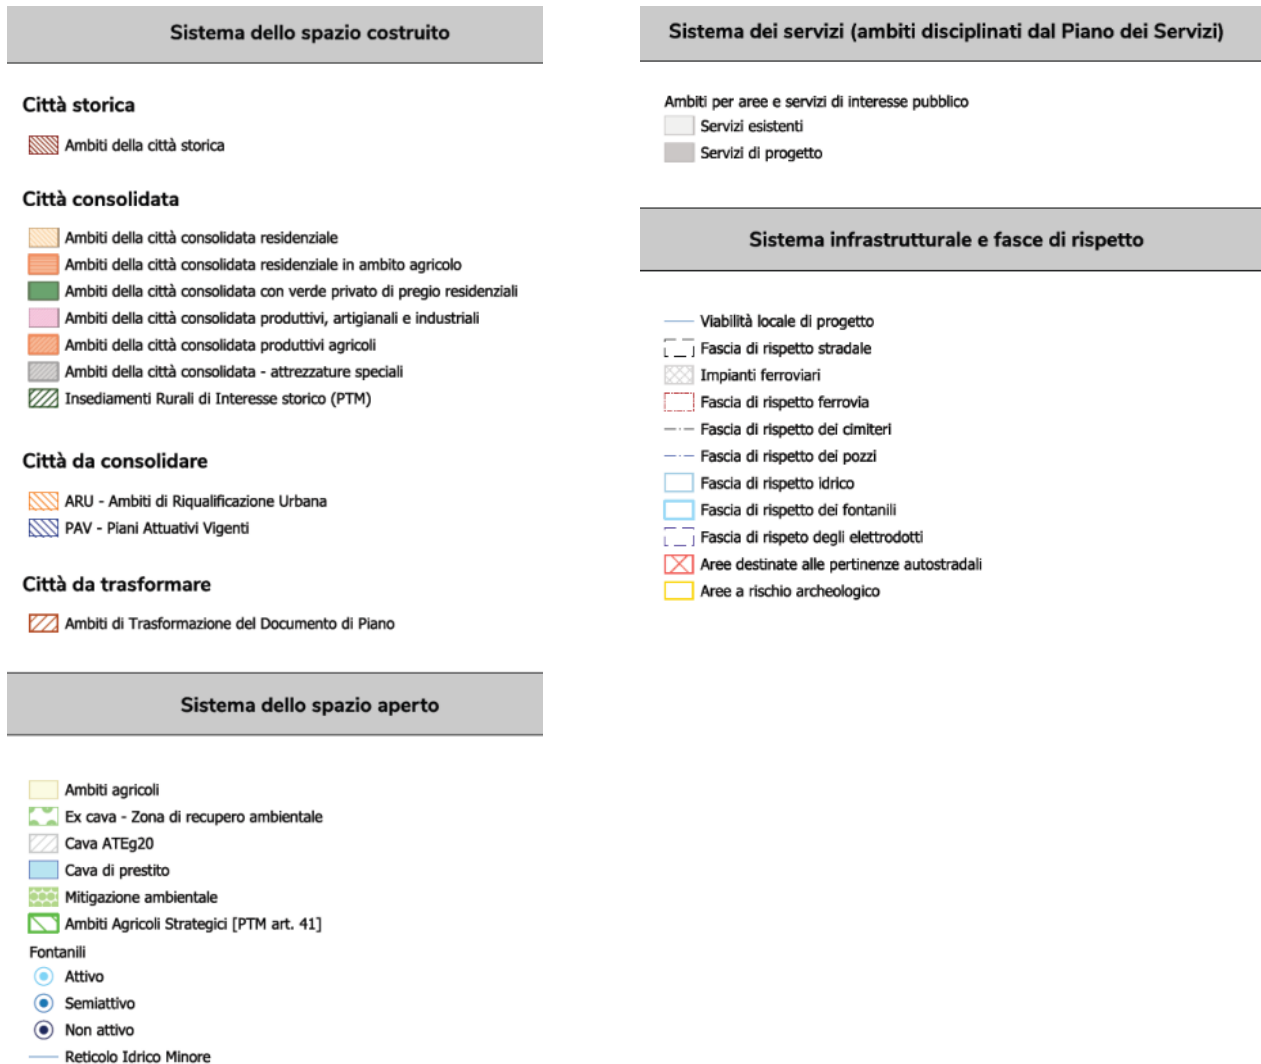 Sistema dello spazio costruito
Città storica
Ambiti della città storica
Città consolidata
Ambiti della città consolidata residenziale
Ambiti della città consolidata residenziale in ambito agricolo
Ambiti della città consolidata con verde privato di pregio residenziali
Ambiti della città consolidata produttivi, artigianali e industriali
Ambiti della città consolidata produttivi agricoli
Ambiti della città consolidata - attrezzature speciali
Insediamenti Rurali di Interesse storico (PTM)
Città da consolidare
ARU - Ambiti di Riqualificazione Urbana
PAV - Piani Attuativi Vigenti
Città da trasformare
Ambiti di Trasformazione del Documento di Piano
Sistema dello spazio aperto
Ambiti agricoli
Ex cava - Zona di recupero ambientale
Cava ATEg20
Cava di prestito
Mitigazione ambientale
Ambiti Agricoli Strategici [PTM art. 41]
Fontanili
Attivo
Semiattivo
Non attivo
Reticolo Idrico Minore
Sistema dei servizi (ambiti disciplinati dal Piano dei Servizi)
Ambiti per aree e servizi di interesse pubblico
Servizi esistenti
Servizi di progetto
Sistema infrastrutturale e fasce di rispetto
Viabilità locale di progetto
Fascia di rispetto stradale
Impianti ferroviari
Fascia di rispetto ferrovia
Fascia di rispetto dei cimiteri
Fascia di rispetto dei pozzi
Fascia di rispetto idrico
Fascia di rispetto dei fontanili
Fascia di rispeto degli elettrodotti
Aree destinate alle pertinenze autostradali
Aree a rischio archeologico